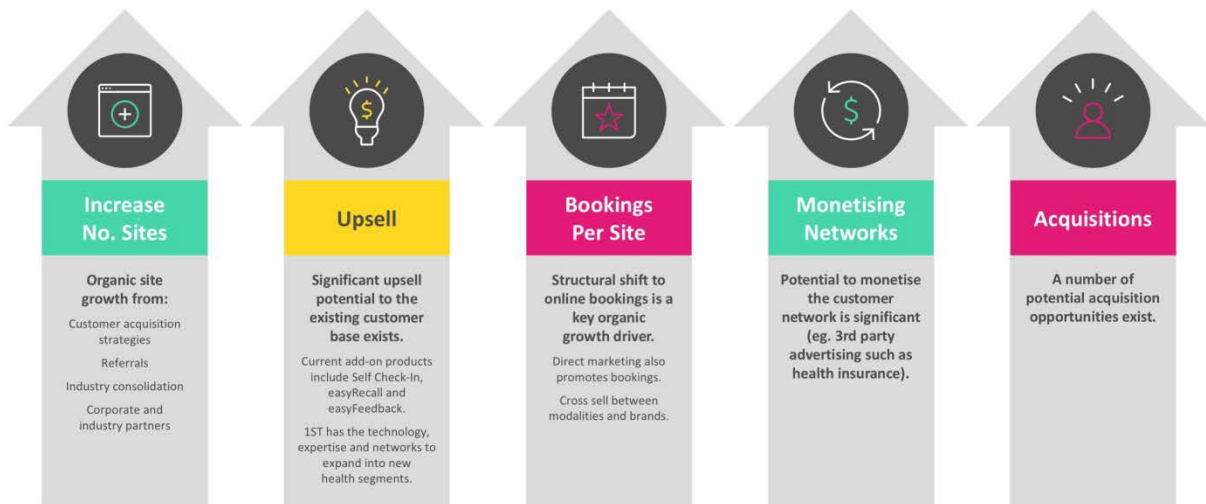 Increase
No. Sites
Organic site
growth from:
Customer acquisition
strategies
Referrals
Industry consolidation
Corporate and
industry partners
$
Upsell
Significant upsell
potential to the
existing customer
base exists.
Current add-on products
include Self Check-In,
easyRecall and
easyFeedback.
1ST has the technology,
expertise and networks to
expand into new
health segments.
Bookings
Per Site
Structural shift to
online bookings is a
key organic
growth driver.
Direct marketing also
promotes bookings.
Cross sell between
modalities and brands.
$
Monetising
Networks
Potential to monetise
the customer
network is significant
(eg. 3rd party
advertising such as
health insurance).
Acquisitions
A number of
potential acquisition
opportunities exist.